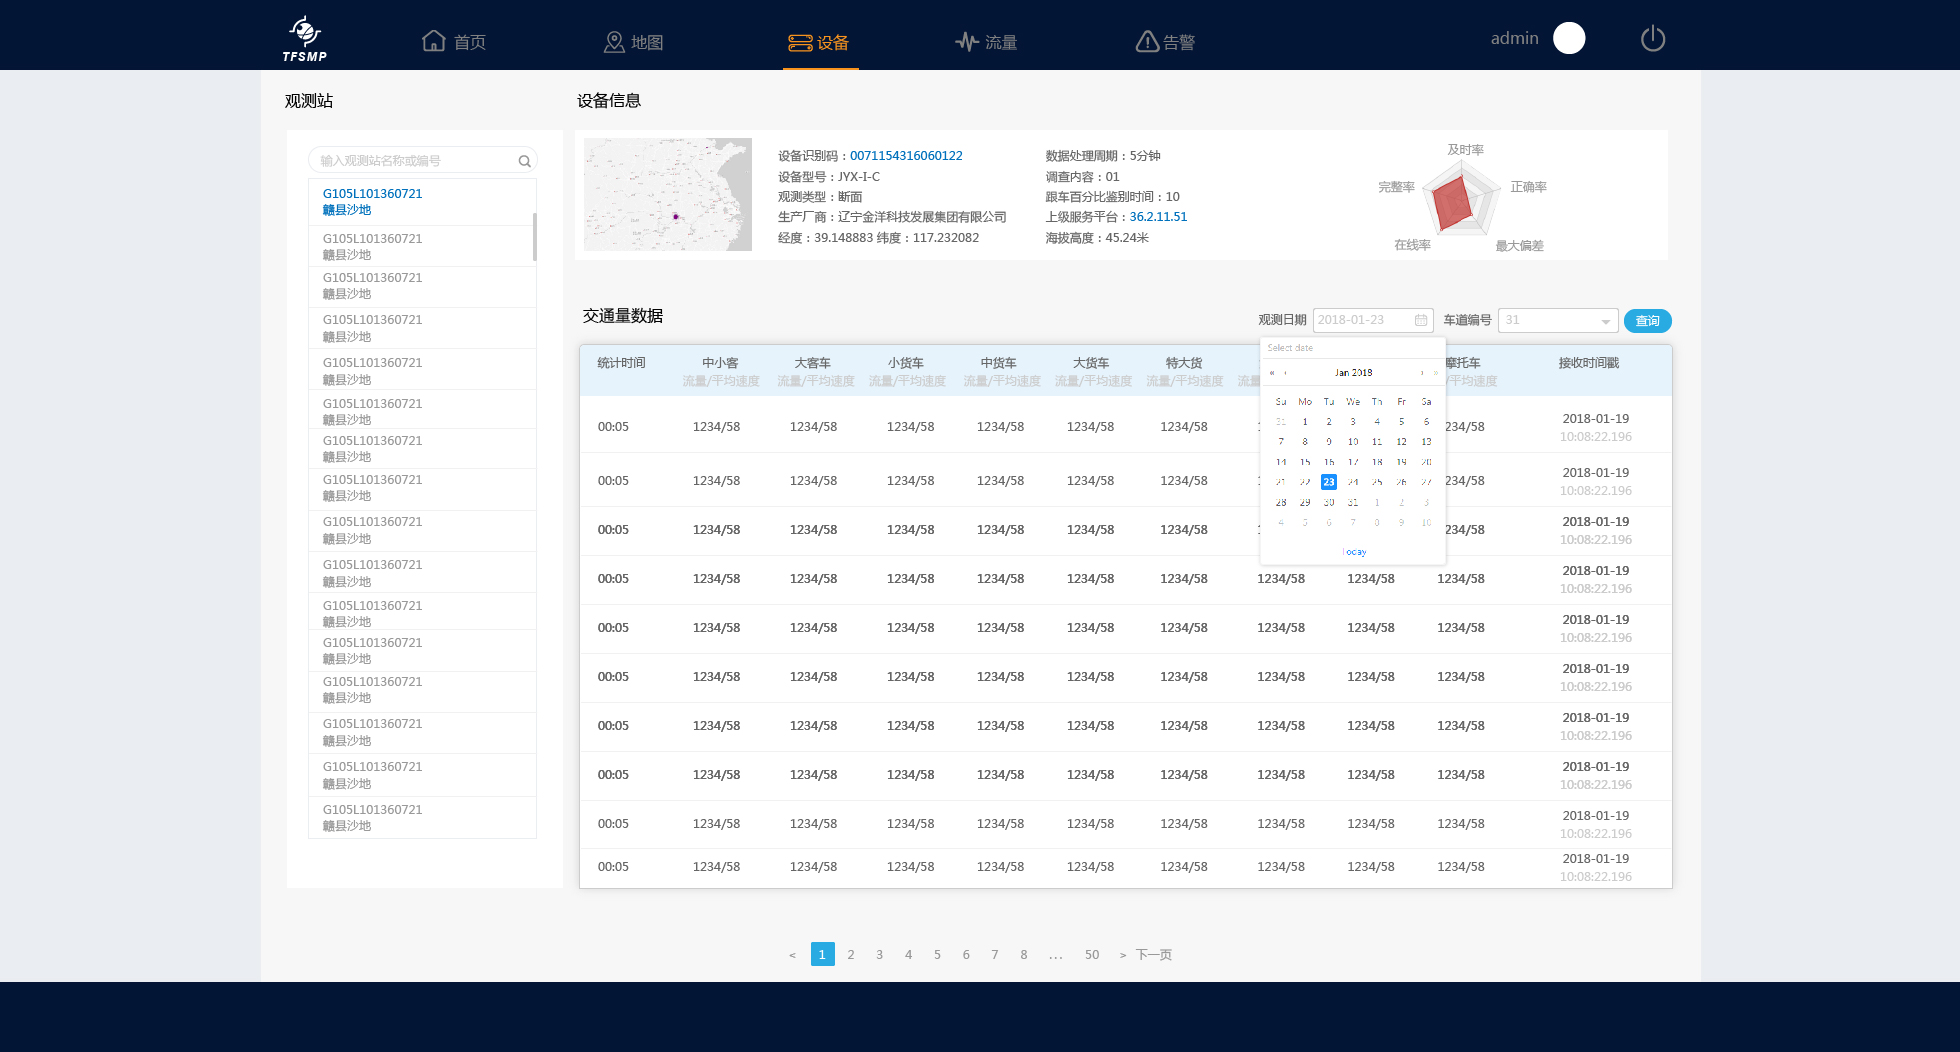 TFSMP
首页
地图
设备
流量
告警
admin
观测站
设备信息
输入观测站名称或编号
G105L101360721
赣县沙地
G105L101360721
赣县沙地
G105L101360721
赣县沙地
G105L101360721
赣县沙地
G105L101360721
赣县沙地
G105L101360721
赣县沙地
G105L101360721
赣县沙地
G105L101360721
赣县沙地
G105L101360721
赣县沙地
G105L101360721
赣县沙地
G105L101360721
赣县沙地
G105L101360721
赣县沙地
G105L101360721
赣县沙地
G105L101360721
赣县沙地
G105L101360721
赣县沙地
G105L101360721
赣县沙地
设备识别码：0071154316060122
设备型号：JYX-I-C
观测类型：断面
生产厂商：辽宁金洋科技发展集团有限公司
经度：39.148883 纬度：117.232082
数据处理周期：5分钟
调查内容：01
跟车百分比鉴别时间：10
上级服务平台：36.2.11.51
海拔高度：45.24米
及时率
完整率
正确率
在线率
最大偏差
交通量数据
观测日期 2018-01-23 车道编号 31 查询
Select date
« ‹ Jan 2018 › »
Su Mo Tu We Th Fr Sa
31 1 2 3 4 5 6
7 8 9 10 11 12 13
14 15 16 17 18 19 20
21 22 23 24 25 26 27
28 29 30 31 1 2 3
4 5 6 7 8 9 10
Today
统计时间 中小客 大客车 小货车 中货车 大货车 特大货 摩托车 接收时间戳
流量/平均速度 流量/平均速度 流量/平均速度 流量/平均速度 流量/平均速度 流量/平均速度 流量 /平均速度
00:05 1234/58 1234/58 1234/58 1234/58 1234/58 1234/58 234/58 2018-01-19
10:08:22.196
00:05 1234/58 1234/58 1234/58 1234/58 1234/58 1234/58 234/58 2018-01-19
10:08:22.196
00:05 1234/58 1234/58 1234/58 1234/58 1234/58 1234/58 234/58 2018-01-19
10:08:22.196
00:05 1234/58 1234/58 1234/58 1234/58 1234/58 1234/58 1234/58 1234/58 1234/58 2018-01-19
10:08:22.196
00:05 1234/58 1234/58 1234/58 1234/58 1234/58 1234/58 1234/58 1234/58 1234/58 2018-01-19
10:08:22.196
00:05 1234/58 1234/58 1234/58 1234/58 1234/58 1234/58 1234/58 1234/58 1234/58 2018-01-19
10:08:22.196
00:05 1234/58 1234/58 1234/58 1234/58 1234/58 1234/58 1234/58 1234/58 1234/58 2018-01-19
10:08:22.196
00:05 1234/58 1234/58 1234/58 1234/58 1234/58 1234/58 1234/58 1234/58 1234/58 2018-01-19
10:08:22.196
00:05 1234/58 1234/58 1234/58 1234/58 1234/58 1234/58 1234/58 1234/58 1234/58 2018-01-19
10:08:22.196
00:05 1234/58 1234/58 1234/58 1234/58 1234/58 1234/58 1234/58 1234/58 1234/58 2018-01-19
10:08:22.196
< 1 2 3 4 5 6 7 8 ... 50 > 下一页